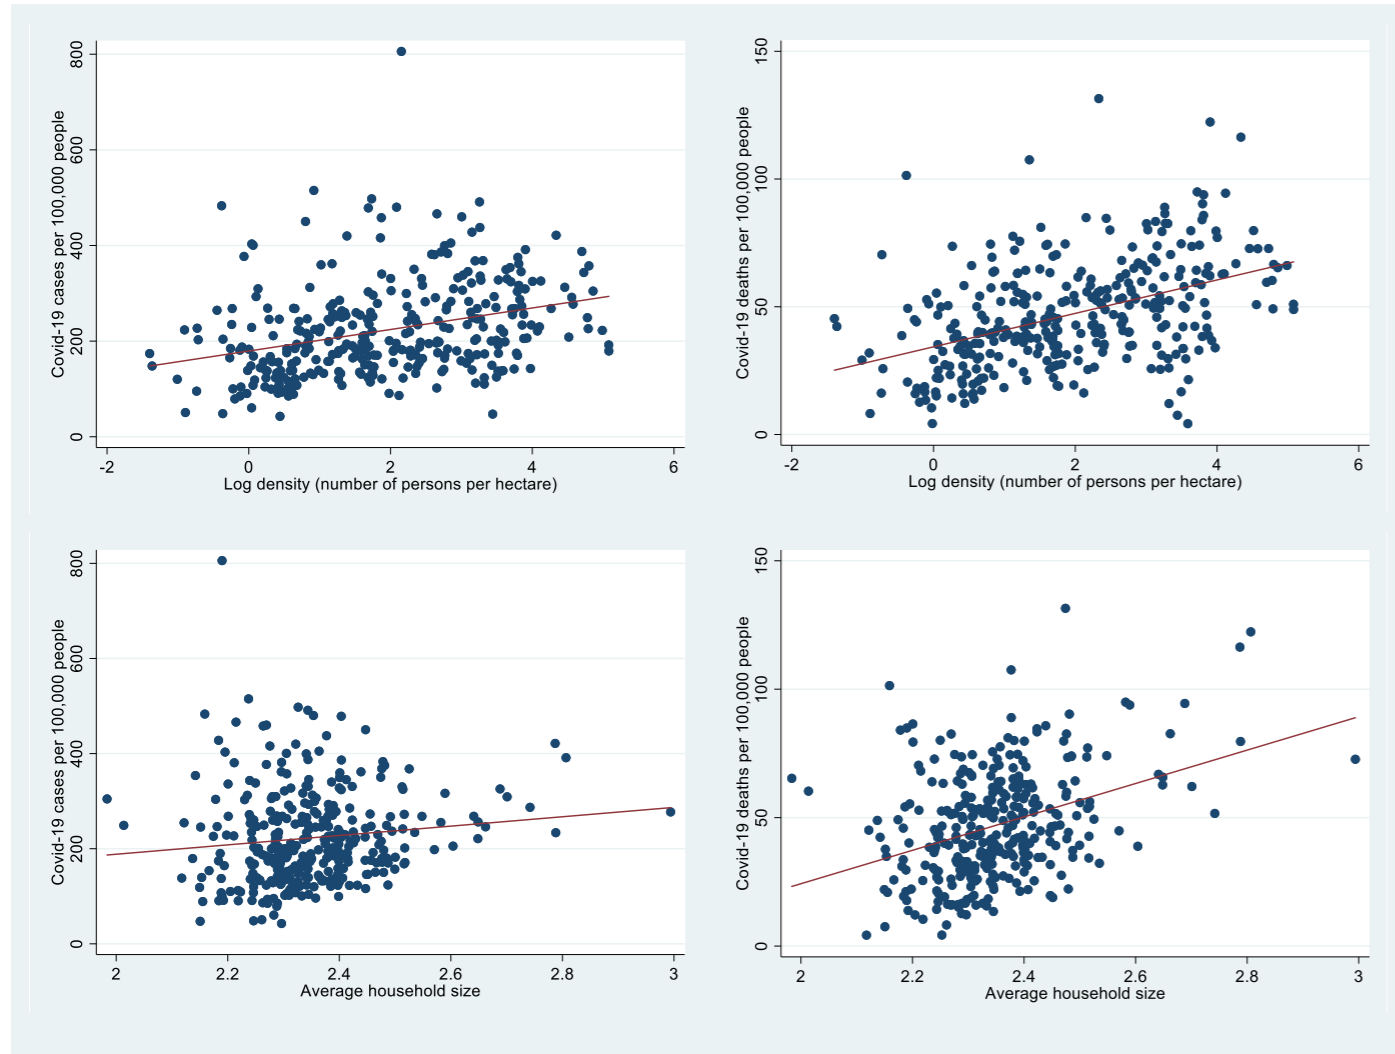 Covid-19 cases per 100,000 people
800
600
400
200
0
-2 0 2 4 6
Log density (number of persons per hectare)
Covid-19 deaths per 100,000 people
150
100
50
0
-2 0 2 4 6
Log density (number of persons per hectare)
Covid-19 cases per 100,000 people
800
600
400
200
0
2 2.2 2.4 2.6 2.8 3
Average household size
Covid-19 deaths per 100,000 people
150
100
50
0
2 2.2 2.4 2.6 2.8 3
Average household size